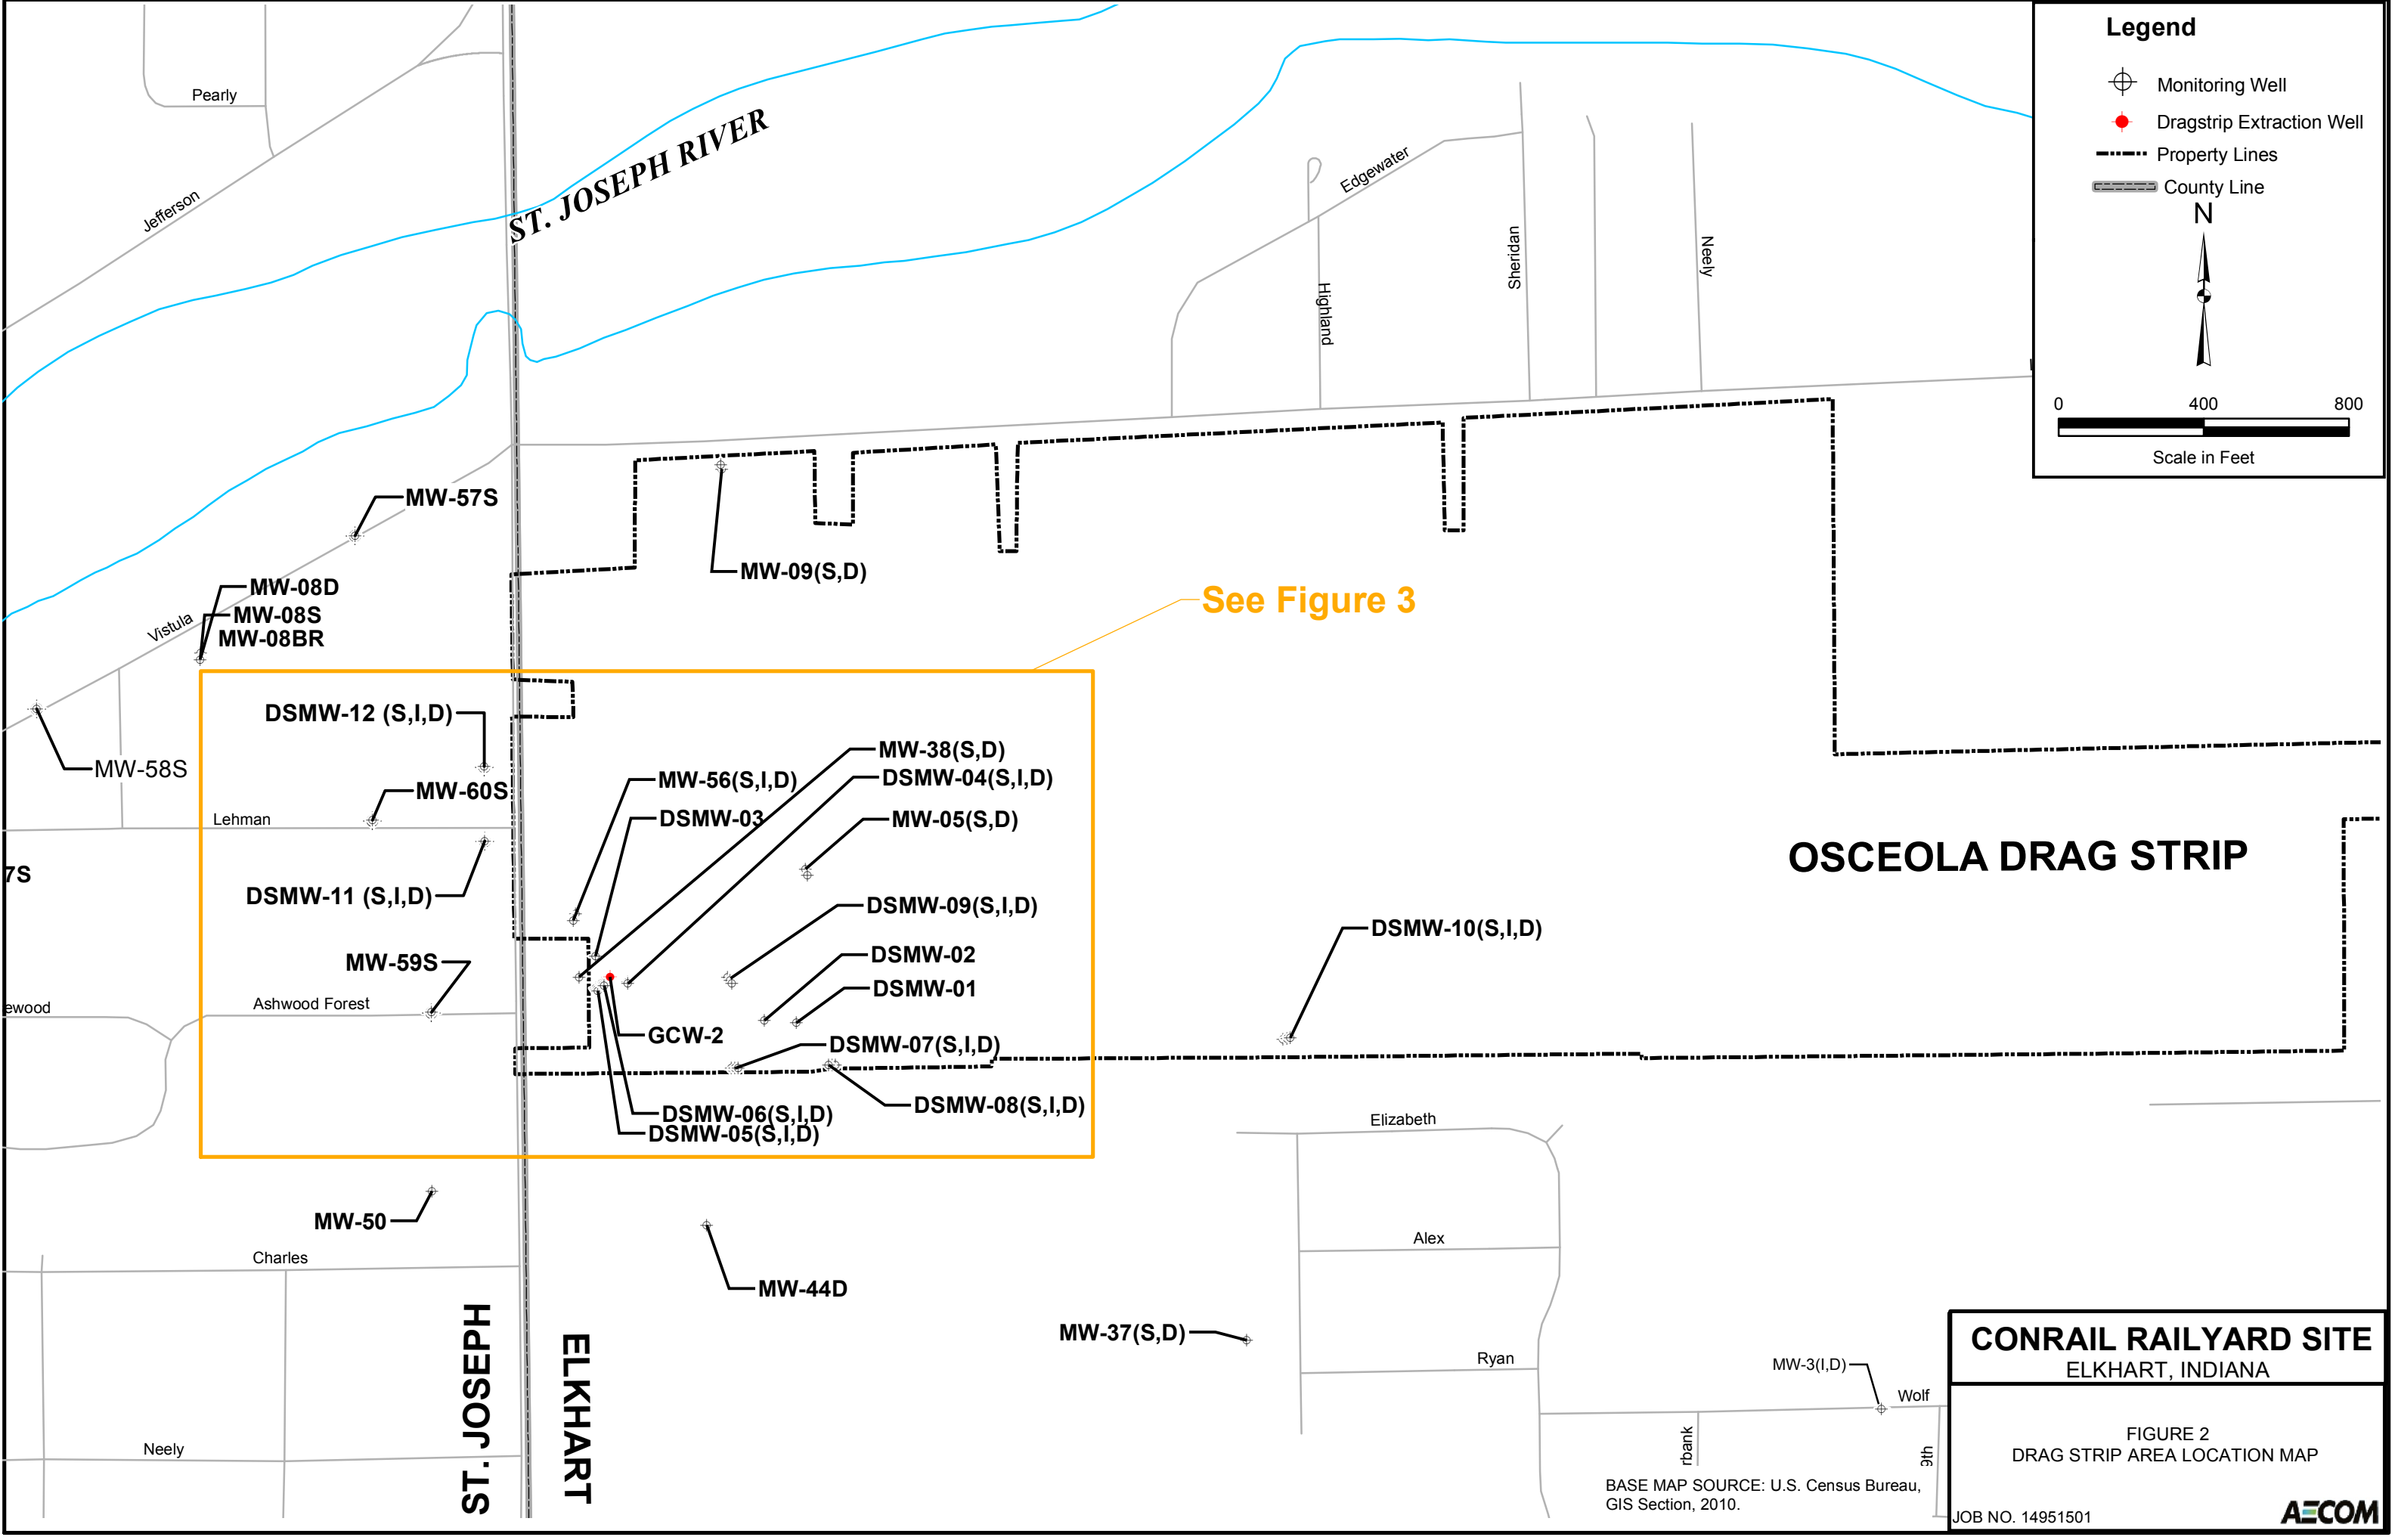 Legend
Monitoring Well
Dragstrip Extraction Well
Property Lines
County Line
N
0 400 800
Scale in Feet
Pearly
Jefferson
ST. JOSEPH RIVER
Edgewater
Highland
Sheridan
Neely
MW-57S
MW-09(S,D)
See Figure 3
MW-08D
MW-08S
MW-08BR
Vistula
DSMW-12 (S,I,D)
MW-58S
MW-60S
Lehman
7S
DSMW-11 (S,I,D)
MW-59S
Ashwood Forest
ewood
MW-38(S,D)
MW-56(S,I,D)
DSMW-04(S,I,D)
DSMW-03
MW-05(S,D)
DSMW-09(S,I,D)
DSMW-02
DSMW-01
GCW-2
DSMW-07(S,I,D)
DSMW-08(S,I,D)
DSMW-06(S,I,D)
DSMW-05(S,I,D)
OSCEOLA DRAG STRIP
DSMW-10(S,I,D)
Elizabeth
MW-50
Charles
MW-44D
Alex
MW-37(S,D)
Ryan
MW-3(I,D)
Wolf
Neely
ST. JOSEPH
ELKHART
rbank
9th
BASE MAP SOURCE: U.S. Census Bureau,
GIS Section, 2010.
CONRAIL RAILYARD SITE
ELKHART, INDIANA
FIGURE 2
DRAG STRIP AREA LOCATION MAP
JOB NO. 14951501
AECOM